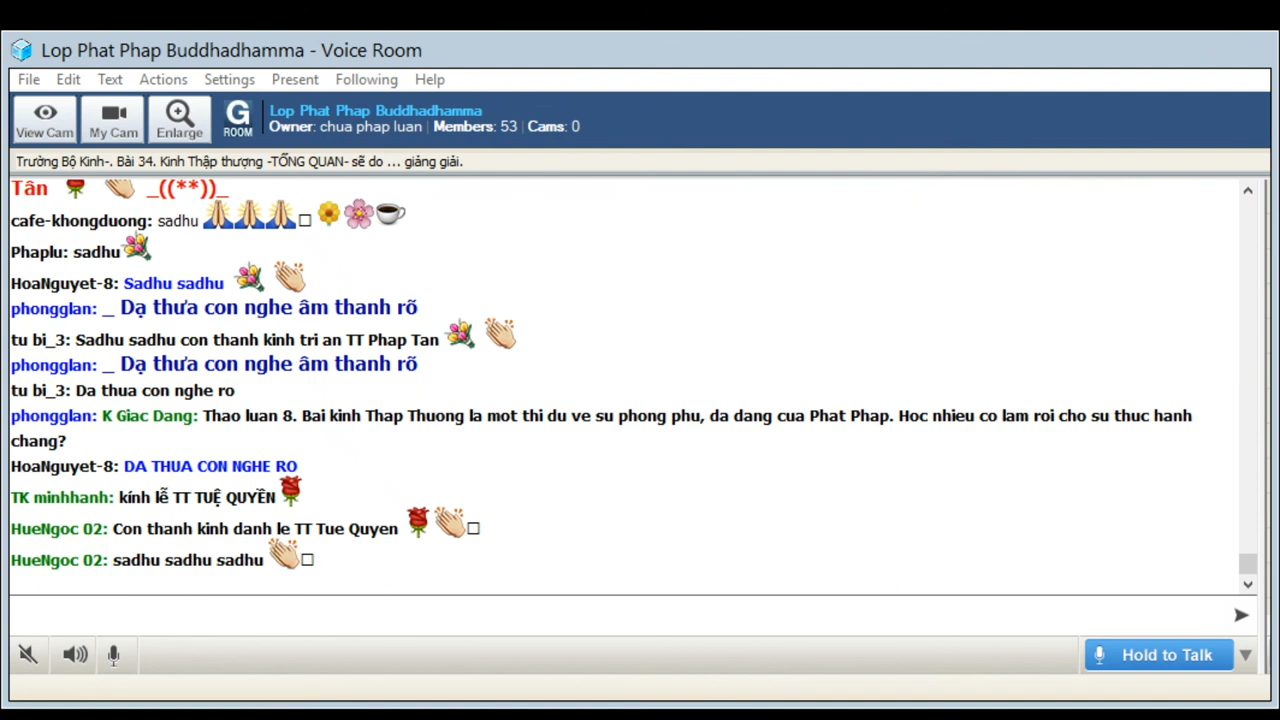 Lop Phat Phap Buddhadhamma - Voice Room
File Edit Text Actions Settings Present Following Help
View Cam My Cam Enlarge G ROOM
Lop Phat Phap Buddhadhamma
Owner: chua phap luan | Members: 53 | Cams: 0
Trường Bộ Kinh-. Bài 34. Kinh Thập thượng -TỔNG QUAN- sẽ do ... giảng giải.
Tân _((**))_
cafe-khongduong: sadhu
Phaplu: sadhu
HoaNguyet-8: Sadhu sadhu
phongglan: _ Dạ thưa con nghe âm thanh rõ
tu bi_3: Sadhu sadhu con thanh kinh tri an TT Phap Tan
phongglan: _ Dạ thưa con nghe âm thanh rõ
tu bi_3: Da thua con nghe ro
phongglan: K Giac Dang: Thao luan 8. Bai kinh Thap Thuong la mot thi du ve su phong phu, da dang cua Phat Phap. Hoc nhieu co lam roi cho su thuc hanh
chang?
HoaNguyet-8: DA THUA CON NGHE RO
TK minhhanh: kính lễ TT TUỆ QUYỀN
HueNgoc 02: Con thanh kinh danh le TT Tue Quyen
HueNgoc 02: sadhu sadhu sadhu
Hold to Talk